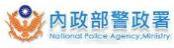 內政部警政署
National Police Agency,Ministry